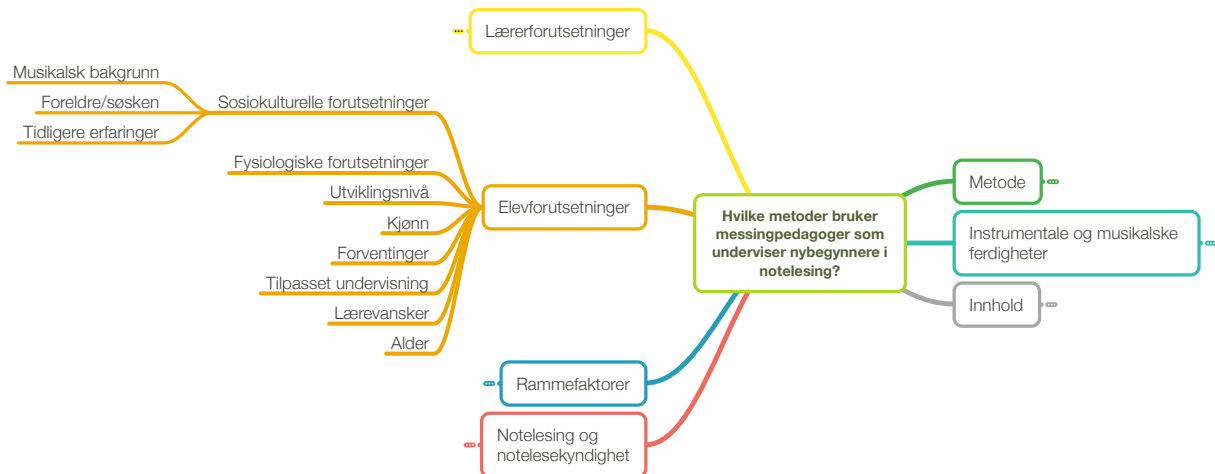 Lærerforutsetninger
Musikalsk bakgrunn
Foreldre/søsken
Tidligere erfaringer
Sosiokulturelle forutsetninger
Fysiologiske forutsetninger
Utviklingsnivå
Kjønn
Forventinger
Tilpasset undervisning
Lærevansker
Alder
Elevforutsetninger
Hvilke metoder bruker
messingpedagoger som
underviser nybegynnere i
notelesing?
Metode
Instrumentale og musikalske
ferdigheter
Innhold
Rammefaktorer
Notelesing og
notelesekyndighet